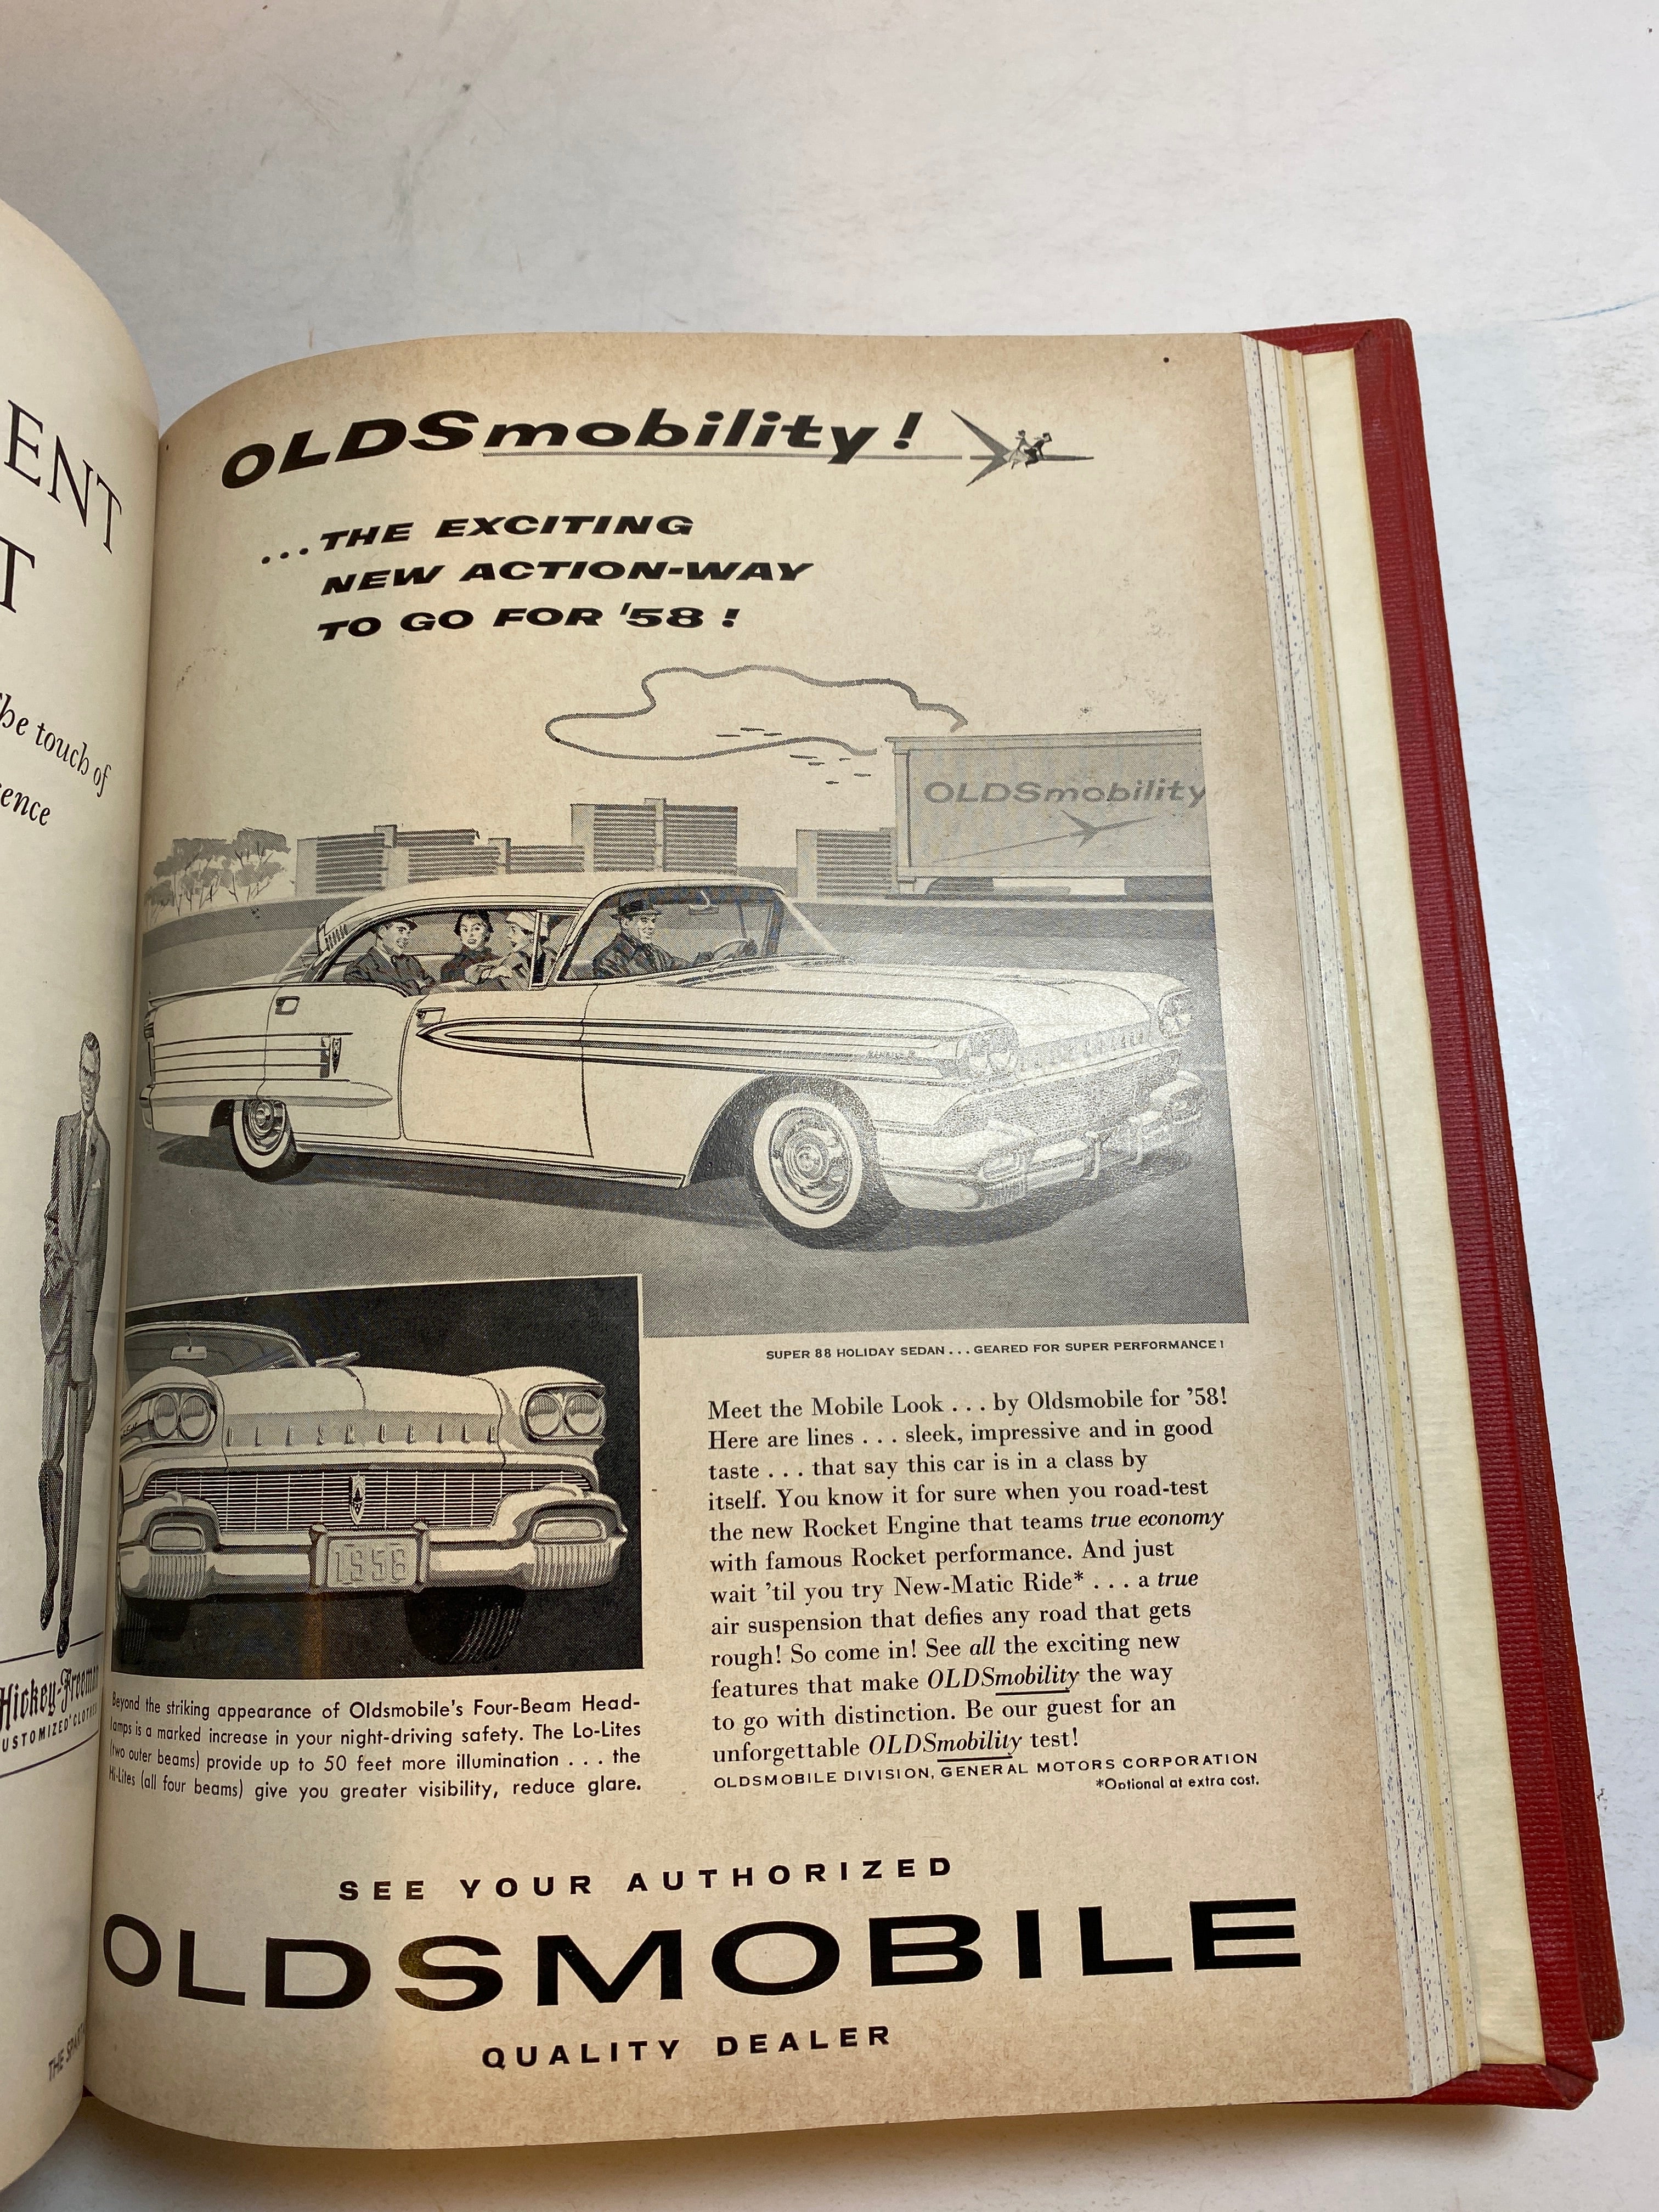 ENT
T
The touch of
Hickey-Freeman
CUSTOMIZED* CLOTHES
OLDSmobility!
...THE EXCITING
NEW ACTION-WAY
TO GO FOR '58!
OLDSmobility
SUPER 88 HOLIDAY SEDAN . . . GEARED FOR SUPER PERFORMANCE!
OLDSMOBILE
1958
Beyond the striking appearance of Oldsmobile's Four-Beam Head-
lamps is a marked increase in your night-driving safety. The Lo-Lites
(two outer beams) provide up to 50 feet more illumination . . . the
Hi-Lites (all four beams) give you greater visibility, reduce glare.
Meet the Mobile Look . . . by Oldsmobile for '58!
Here are lines . . . sleek, impressive and in good
taste . . . that say this car is in a class by
itself. You know it for sure when you road-test
the new Rocket Engine that teams true economy
with famous Rocket performance. And just
wait 'til you try New-Matic Ride* . . . a true
air suspension that defies any road that gets
rough! So come in! See all the exciting new
features that make OLDSmobility the way
to go with distinction. Be our guest for an
unforgettable OLDSmobility test!
OLDSMOBILE DIVISION, GENERAL MOTORS CORPORATION
*Optional at extra cost.
SEE YOUR AUTHORIZED
OLDSMOBILE
QUALITY DEALER